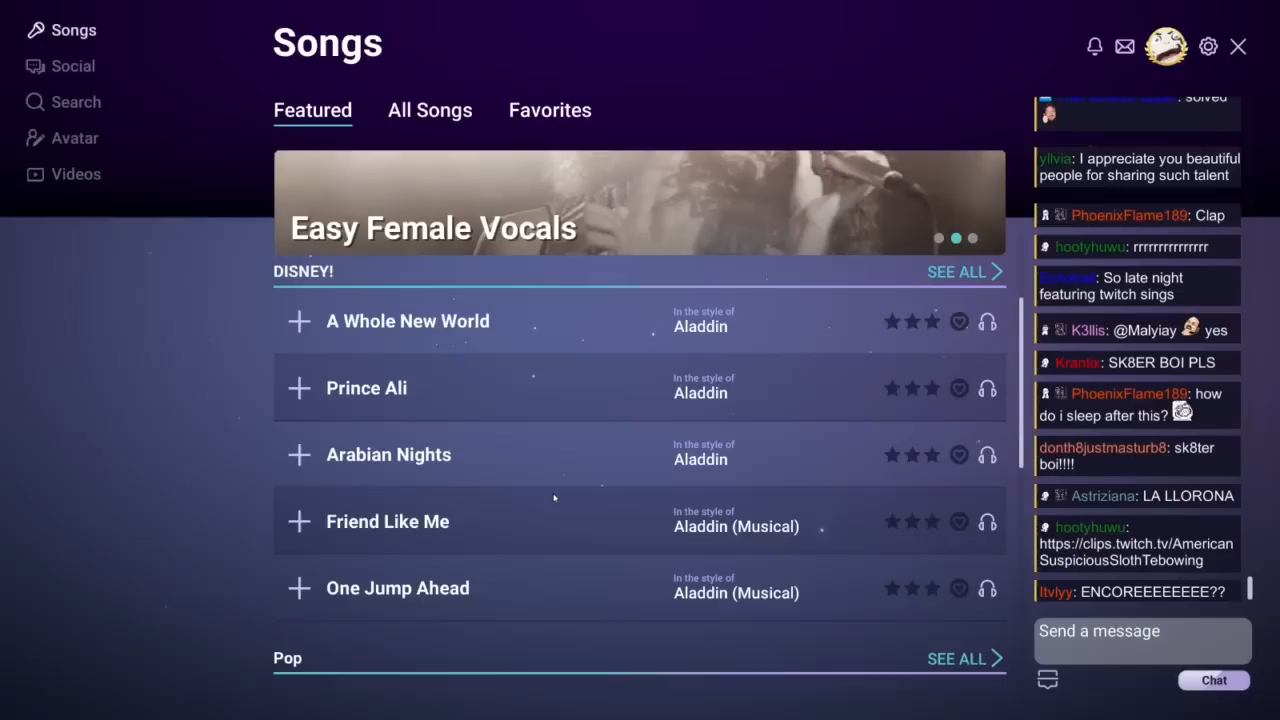 Songs
Social
Search
Avatar
Videos
Songs
Featured
All Songs
Favorites
Easy Female Vocals
DISNEY!
SEE ALL
A Whole New World
In the style of
Aladdin
Prince Ali
In the style of
Aladdin
Arabian Nights
In the style of
Aladdin
Friend Like Me
In the style of
Aladdin (Musical)
One Jump Ahead
In the style of
Aladdin (Musical)
Pop
SEE ALL
: solved
yllvia: I appreciate you beautiful
people for sharing such talent
PhoenixFlame189: Clap
hootyhuwu: rrrrrrrrrrrrrrr
: So late night
featuring twitch sings
K3llis: @Malyiay yes
Krantix: SK8ER BOI PLS
PhoenixFlame189: how
do i sleep after this?
donth8justmasturb8: sk8ter
boi!!!!
Astriziana: LA LLORONA
hootyhuwu:
https://clips.twitch.tv/American
SuspiciousSlothTebowing
Itvlyy: ENCOREEEEEEEE??
Send a message
Chat